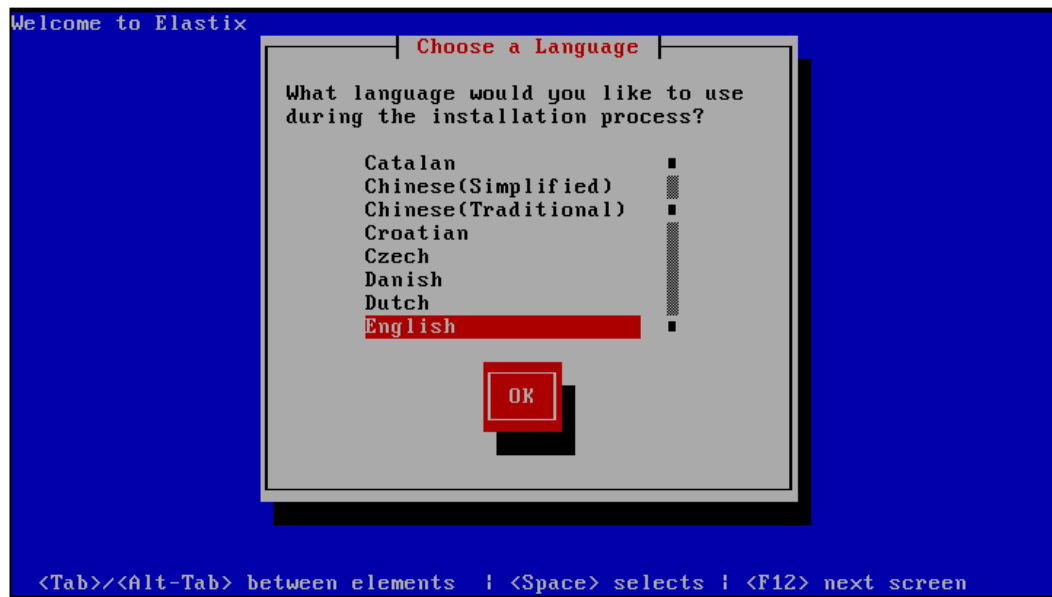 Welcome to Elastix
Choose a Language
What language would you like to use
during the installation process?
Catalan
Chinese(Simplified)
Chinese(Traditional)
Croatian
Czech
Danish
Dutch
English
OK
<Tab>/<Alt-Tab> between elements | <Space> selects | <F12> next screen